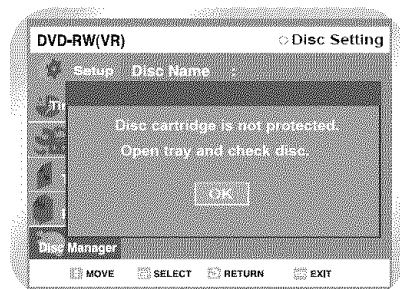 DVD-RW(VR) Disc Setting
Setup Disc Name :
Disc cartridge is not protected.
Open tray and check disc.
OK
Disc Manager
MOVE SELECT RETURN EXIT